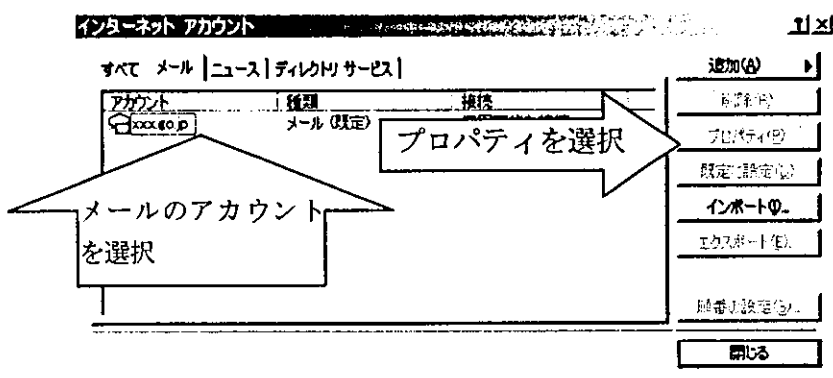 インターネット アカウント
すべて メール ニュース ディレクトリ サービス
追加(A)
アカウント 種類 接続
削除(R)
xxx.go.jp メール (既定)
プロパティを選択
プロパティ(P)
既定に設定(D)
メールのアカウント
を選択
インポート(I)...
エクスポート(E)...
順番の設定(S)...
閉じる